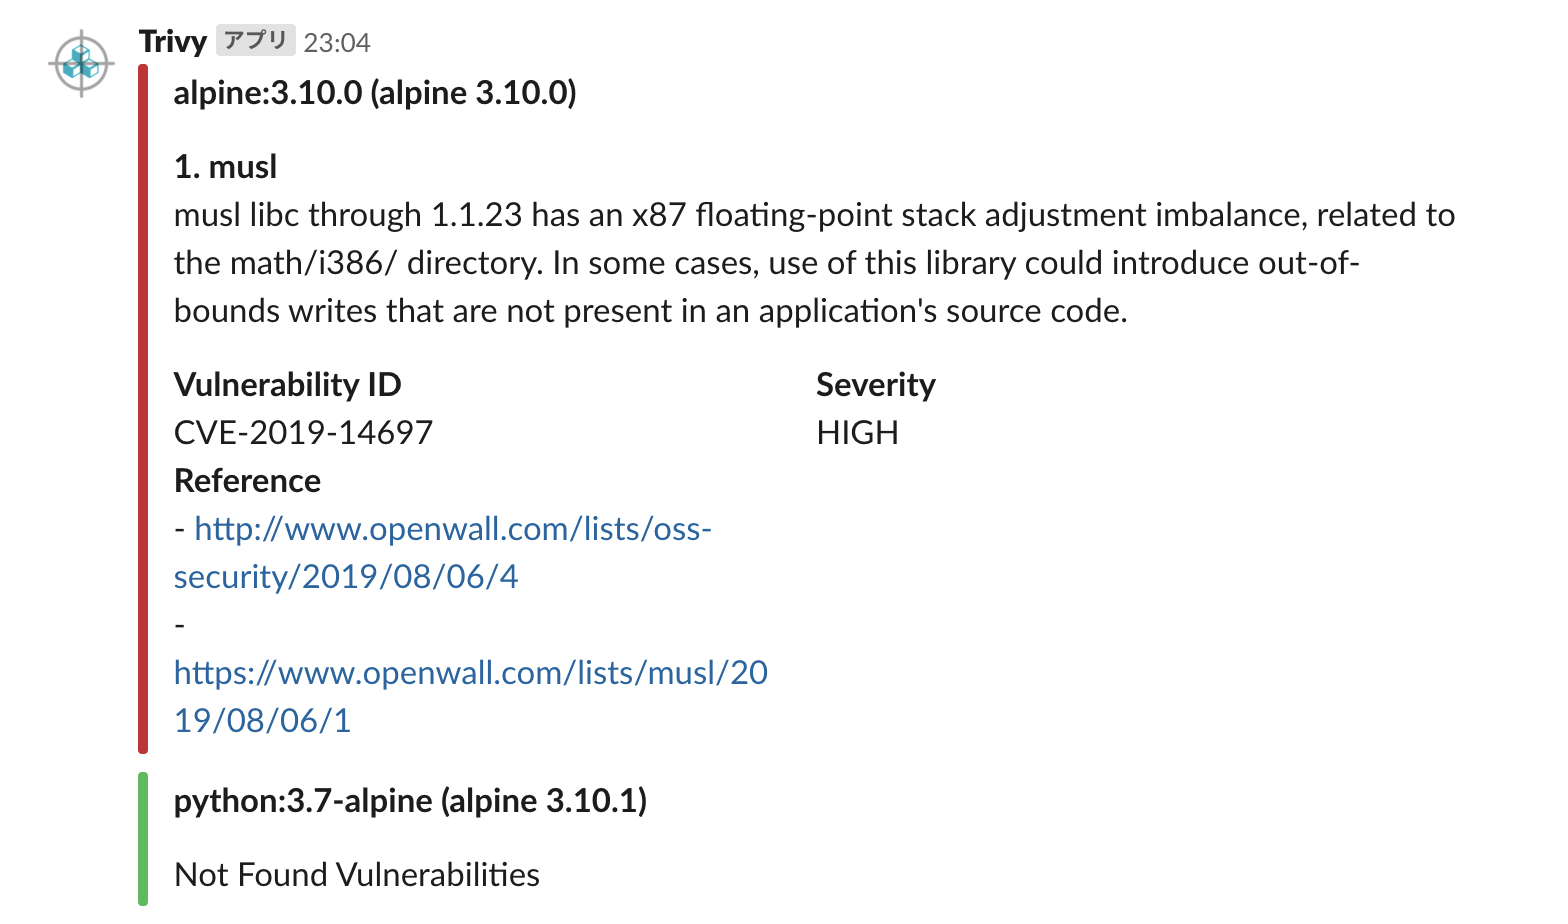 Trivy アプリ 23:04
alpine:3.10.0 (alpine 3.10.0)
1. musl
musl libc through 1.1.23 has an x87 floating-point stack adjustment imbalance, related to
the math/i386/ directory. In some cases, use of this library could introduce out-of-
bounds writes that are not present in an application's source code.
Vulnerability ID Severity
CVE-2019-14697 HIGH
Reference
- http://www.openwall.com/lists/oss-
security/2019/08/06/4
-
https://www.openwall.com/lists/musl/20
19/08/06/1
python:3.7-alpine (alpine 3.10.1)
Not Found Vulnerabilities